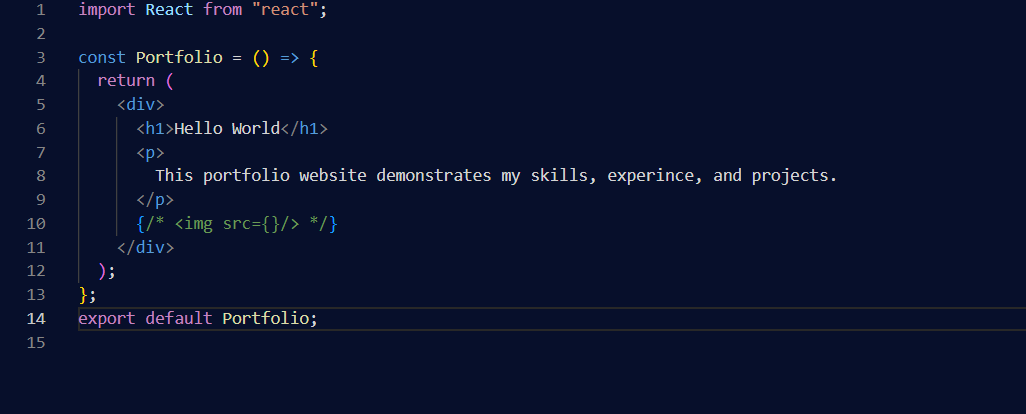 1 import React from "react";
2
3 const Portfolio = () => {
4 return (
5 <div>
6 <h1>Hello World</h1>
7 <p>
8 This portfolio website demonstrates my skills, experince, and projects.
9 </p>
10 {/* <img src={}/> */}
11 </div>
12 );
13 };
14 export default Portfolio;
15